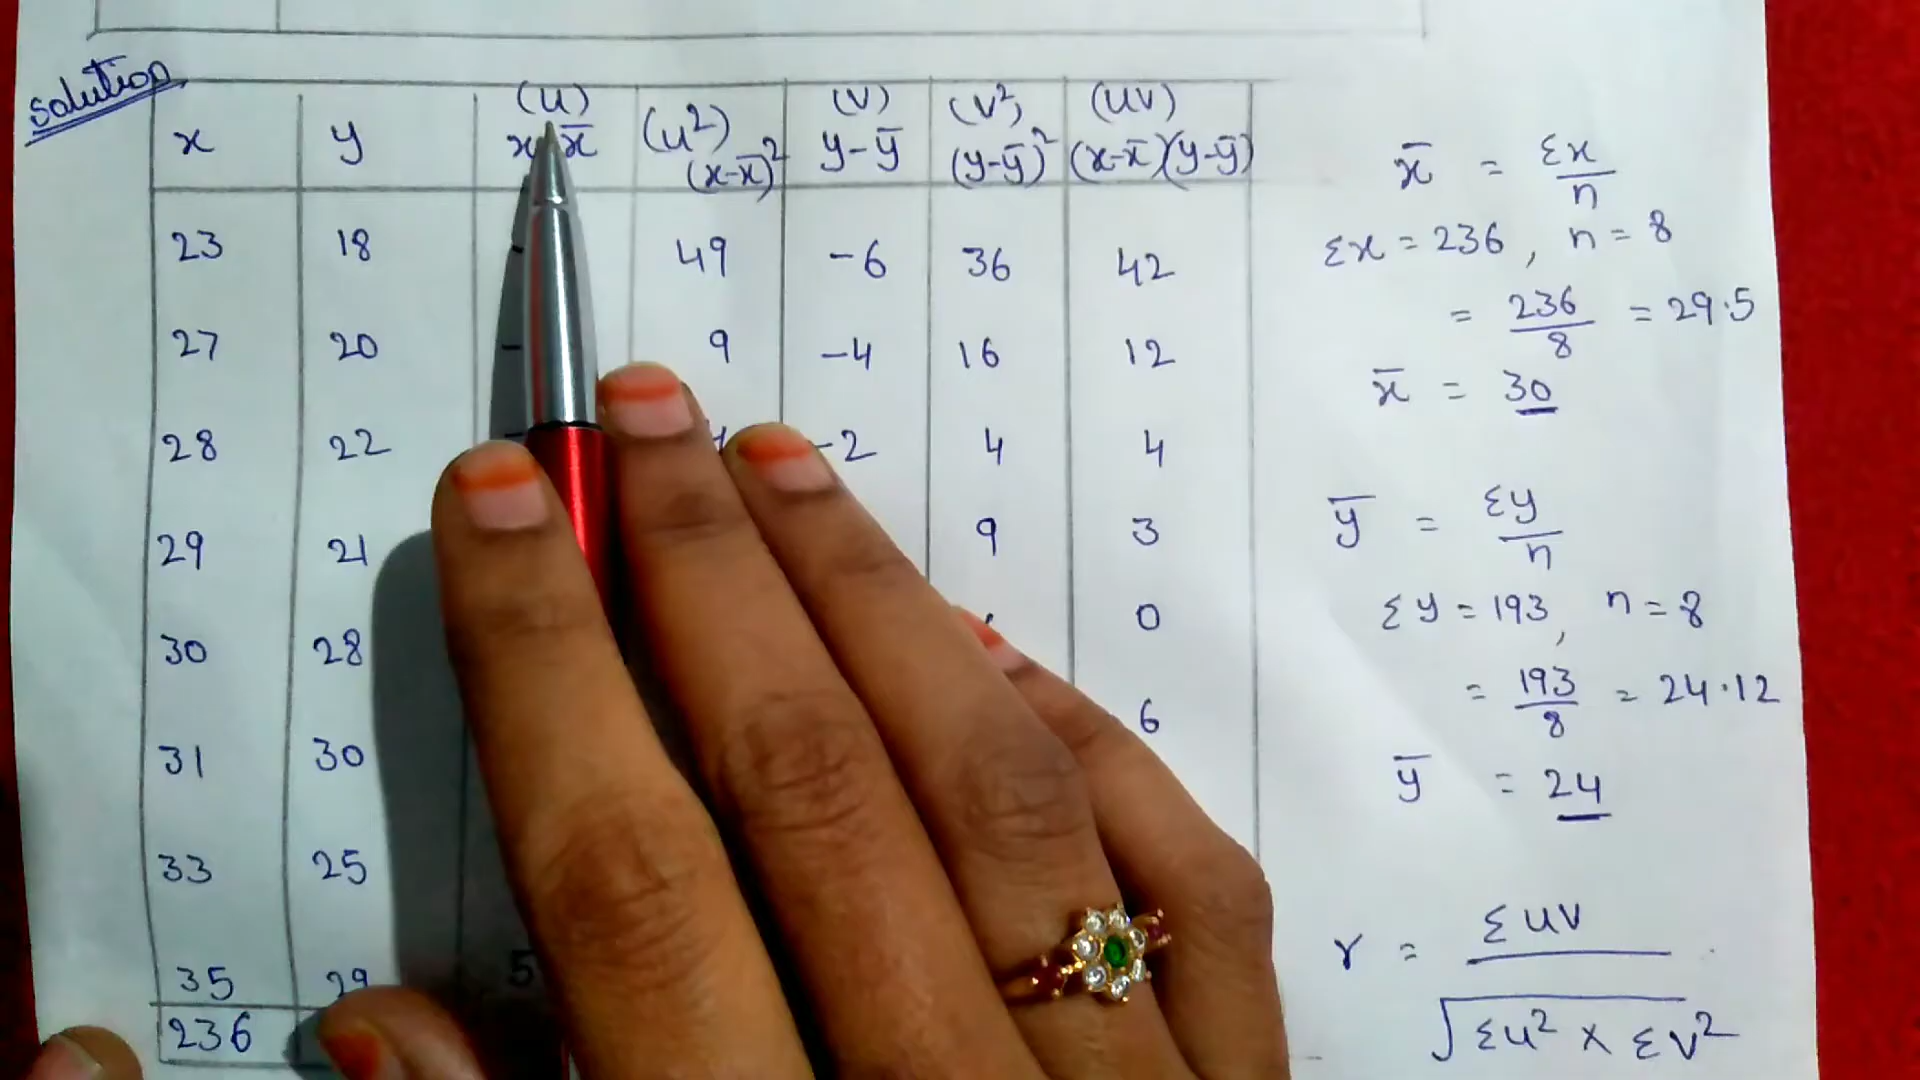 Solution
x y (U) x-x̄ (u²) (x-x̄)² (V) y-ȳ (V²) (y-ȳ)² (UV) (x-x̄)(y-ȳ)
23 18 - 49 -6 36 42
27 20 - 9 -4 16 12
28 22 - -2 4 4
29 21 9 3
30 28 0
31 30 6
33 25
35 29 5
236
x̄ = Σx/n
Σx = 236, n = 8
= 236/8 = 29.5
x̄ = 30
ȳ = Σy/n
Σy = 193, n = 8
= 193/8 = 24.12
ȳ = 24
r = ΣUV
√Σu² × Σv²